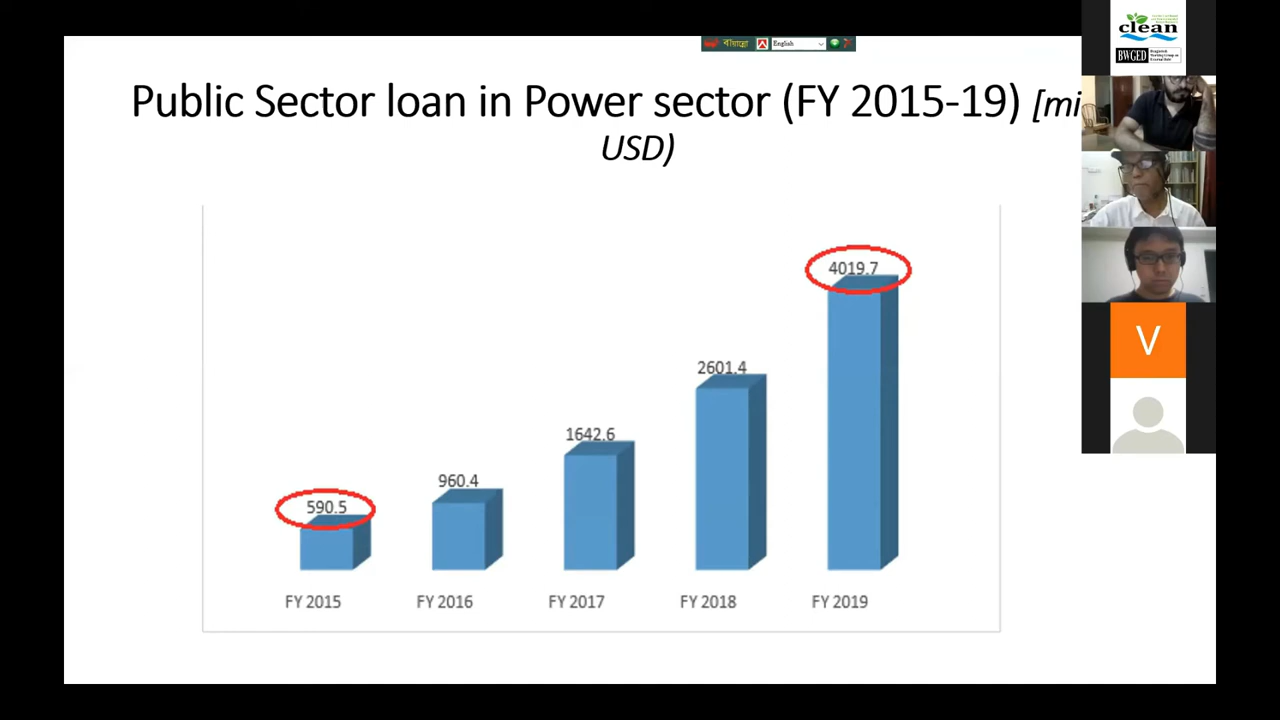 বায়ান্নো English
clean
BWGED
Public Sector loan in Power sector (FY 2015-19) [mi
USD)
4019.7
2601.4
1642.6
960.4
590.5
FY 2015 FY 2016 FY 2017 FY 2018 FY 2019
V